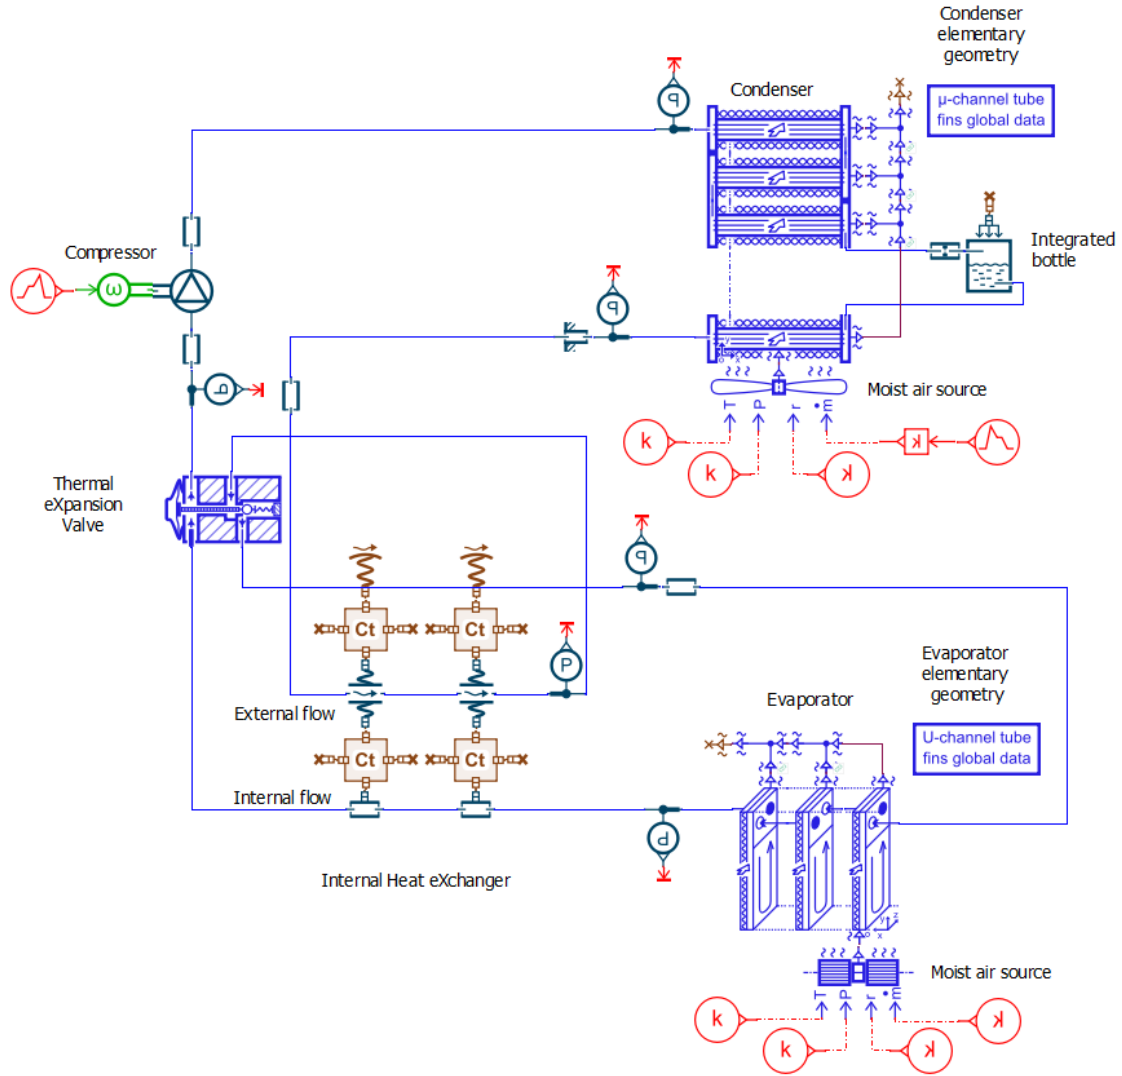 Condenser
elementary
geometry
Condenser
μ-channel tube
fins global data
P
Compressor
ω
Integrated
bottle
P
P
Moist air source
T
P
r
ṁ
k
k
k
k
Thermal
eXpansion
Valve
P
Ct
Ct
P
External flow
Ct
Ct
Internal flow
P
Internal Heat eXchanger
Evaporator
elementary
geometry
Evaporator
U-channel tube
fins global data
y
z
x
Moist air source
T
P
r
ṁ
k
k
k
k